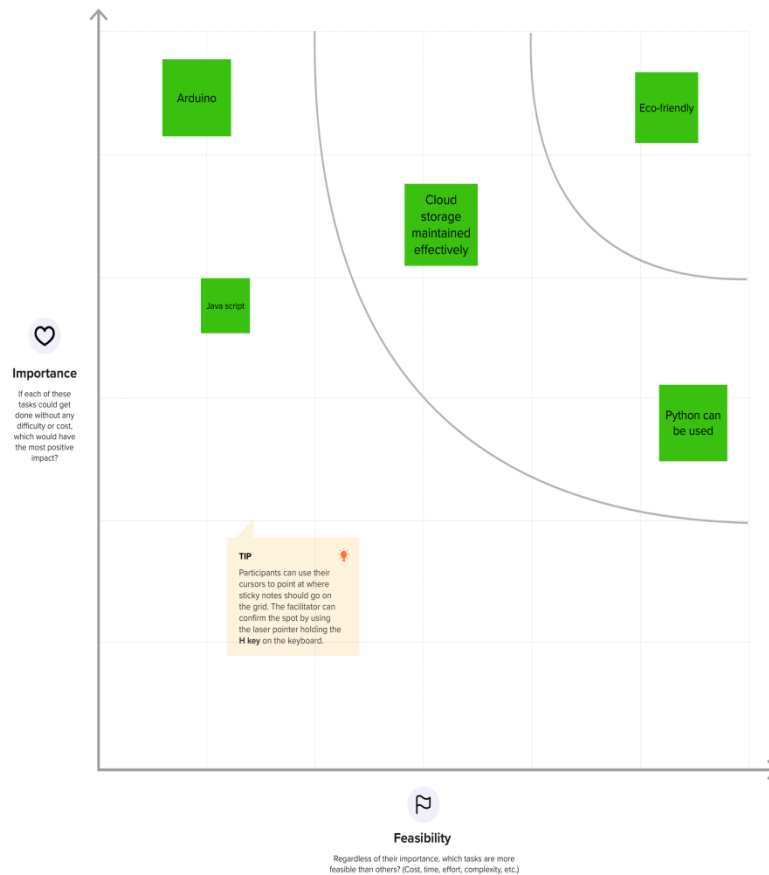 Arduino
Eco-friendly
Cloud
storage
maintained
effectively
Java script
Python can
be used
Importance
If each of these
tasks could get
done without any
difficulty or cost,
which would have
the most positive
impact?
TIP
Participants can use their
cursors to point at where
sticky notes should go on
the grid. The facilitator can
confirm the spot by using
the laser pointer holding the
H key on the keyboard.
Feasibility
Regardless of their importance, which tasks are more
feasible than others? (Cost, time, effort, complexity, etc.)